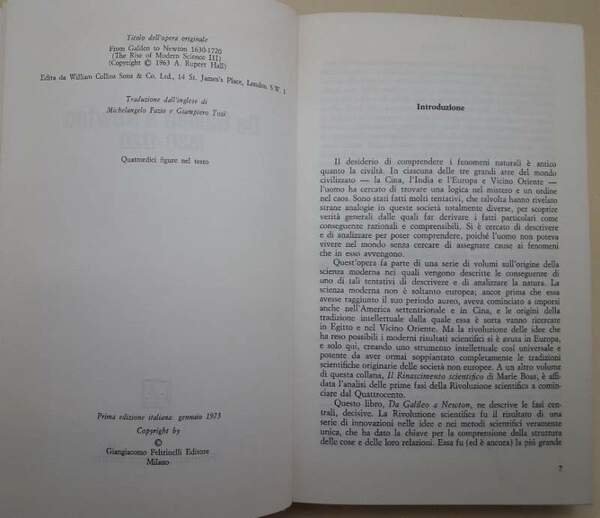 Titolo dell'opera originale
From Galileo to Newton 1630-1720
(The Rise of Modern Science III)
(Copyright © 1963 A. Rupert Hall)
Edita da William Collins Sons & Co. Ltd., 14 St. James's Place, London S.W. 1
Traduzione dall'inglese di
Michelangelo Fazio e Giampiero Tosi
Quattordici figure nel testo
Prima edizione italiana: gennaio 1973
Copyright by
©
Giangiacomo Feltrinelli Editore
Milano
Introduzione
Il desiderio di comprendere i fenomeni naturali è antico
quanto la civiltà. In ciascuna delle tre grandi aree del mondo
civilizzato — la Cina, l'India e l'Europa e Vicino Oriente —
l'uomo ha cercato di trovare una logica nel mistero e un ordine
nel caos. Sono stati fatti molti tentativi, che talvolta hanno rivelato
strane analogie in queste società totalmente diverse, per scoprire
verità generali dalle quali far derivare i fatti particolari come
conseguenze razionali e comprensibili. Si è cercato di descrivere
e di analizzare per poter comprendere, poiché l'uomo non poteva
vivere nel mondo senza cercare di assegnare cause ai fenomeni
che in esso avvengono.
Quest'opera fa parte di una serie di volumi sull'origine della
scienza moderna nei quali vengono descritte le conseguenze di
uno di tali tentativi di descrivere e di analizzare la natura. La
scienza moderna non è soltanto europea; ancor prima che essa
avesse raggiunto il suo periodo aureo, aveva cominciato a imporsi
anche nell'America settentrionale e in Cina, e le origini della
tradizione intellettuale dalla quale essa è sorta vanno ricercare
in Egitto e nel Vicino Oriente. Ma la rivoluzione delle idee che
ha reso possibili i moderni risultati scientifici si è avuta in Europa,
e solo qui, creando uno strumento intellettuale così universale e
potente da aver ormai soppiantato completamente le tradizioni
scientifiche originarie delle società non europee. A un altro volume
di questa collana, Il Rinascimento scientifico di Marie Boas, è affidata
l'analisi delle prime fasi della Rivoluzione scientifica a cominciare
dal Quattrocento.
Questo libro, Da Galileo a Newton, ne descrive le fasi centrali,
decisive. La Rivoluzione scientifica fu il risultato di una
serie di innovazioni nelle idee e nei metodi scientifici veramente
unica, che ha dato la chiave per la comprensione della struttura
delle cose e delle loro relazioni. Essa fu (ed è ancora) la più grande
7